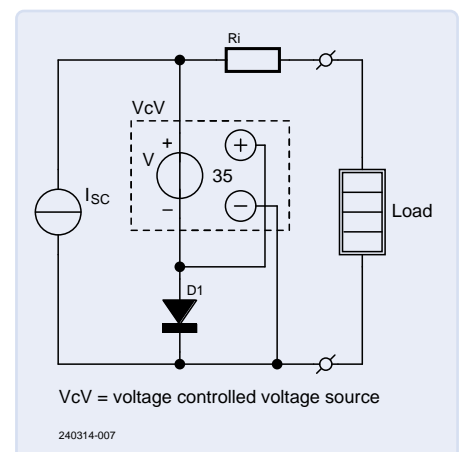 Ri
VcV
+
V
35
+
–
–
ISC
Load
D1
VcV = voltage controlled voltage source
240314-007